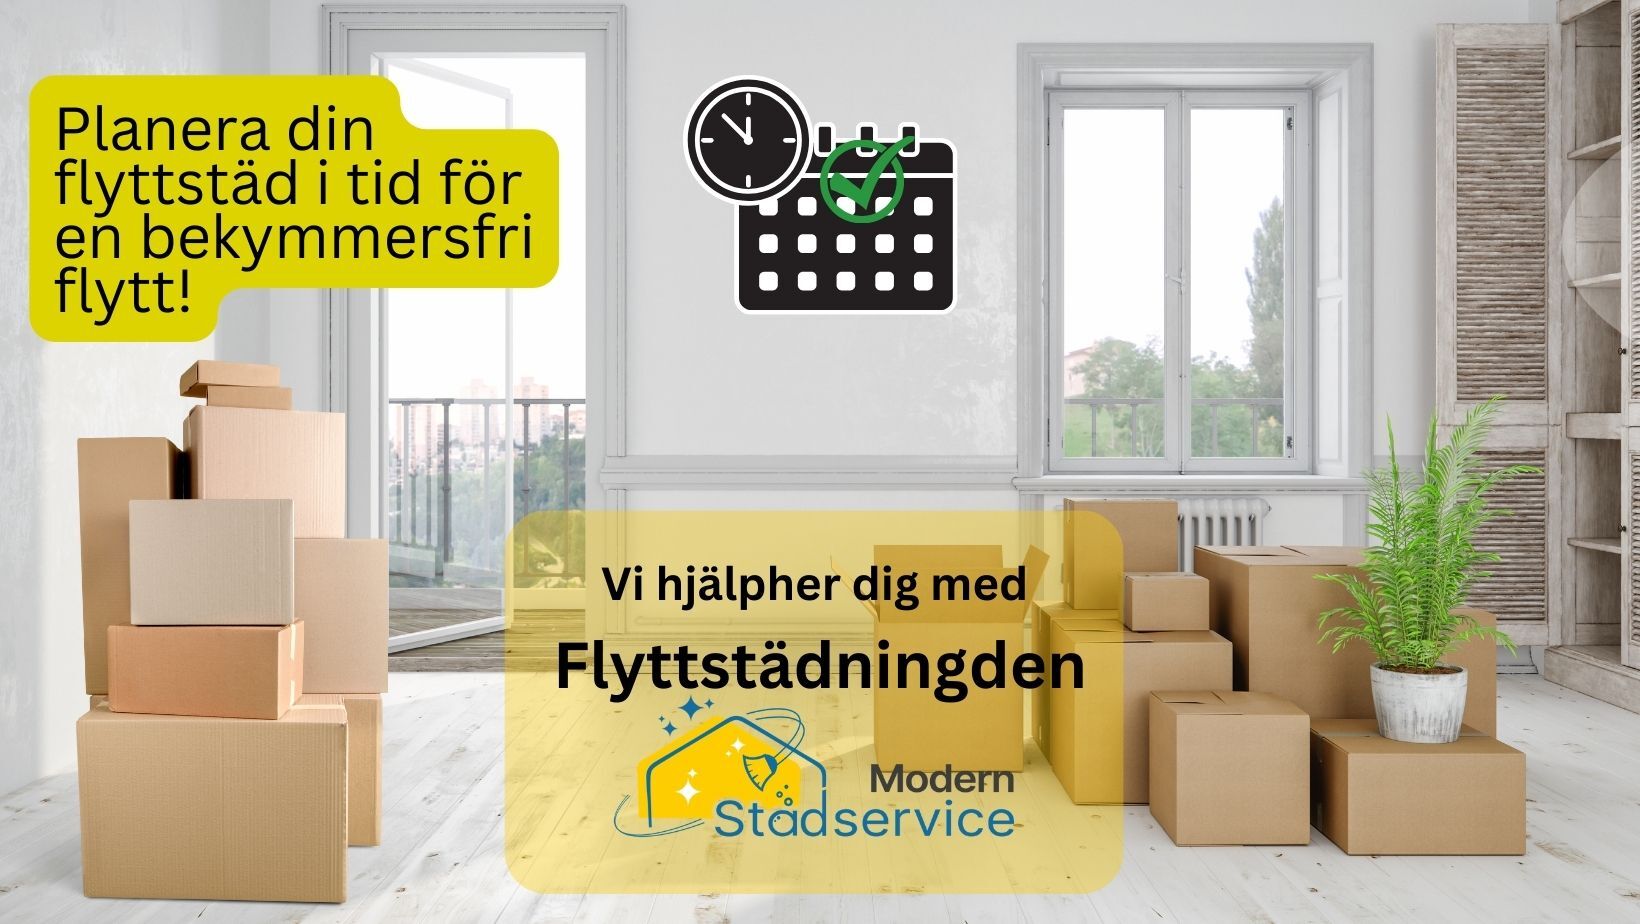 Planera din
flyttstäd i tid för
en bekymmersfri
flytt!
Vi hjälpher dig med
Flyttstädningden
Modern
Städservice